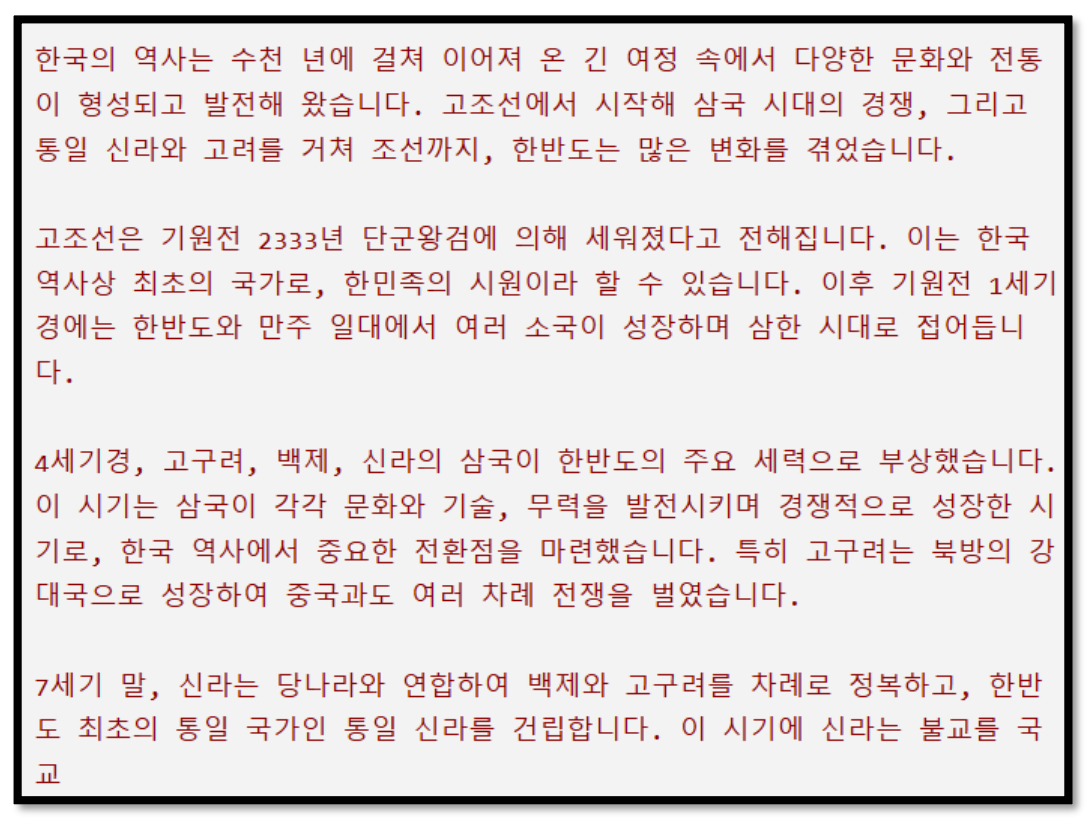 한국의 역사는 수천 년에 걸쳐 이어져 온 긴 여정 속에서 다양한 문화와 전통
이 형성되고 발전해 왔습니다. 고조선에서 시작해 삼국 시대의 경쟁, 그리고
통일 신라와 고려를 거쳐 조선까지, 한반도는 많은 변화를 겪었습니다.
고조선은 기원전 2333년 단군왕검에 의해 세워졌다고 전해집니다. 이는 한국
역사상 최초의 국가로, 한민족의 시원이라 할 수 있습니다. 이후 기원전 1세기
경에는 한반도와 만주 일대에서 여러 소국이 성장하며 삼한 시대로 접어듭니
다.
4세기경, 고구려, 백제, 신라의 삼국이 한반도의 주요 세력으로 부상했습니다.
이 시기는 삼국이 각각 문화와 기술, 무력을 발전시키며 경쟁적으로 성장한 시
기로, 한국 역사에서 중요한 전환점을 마련했습니다. 특히 고구려는 북방의 강
대국으로 성장하여 중국과도 여러 차례 전쟁을 벌였습니다.
7세기 말, 신라는 당나라와 연합하여 백제와 고구려를 차례로 정복하고, 한반
도 최초의 통일 국가인 통일 신라를 건립합니다. 이 시기에 신라는 불교를 국
교